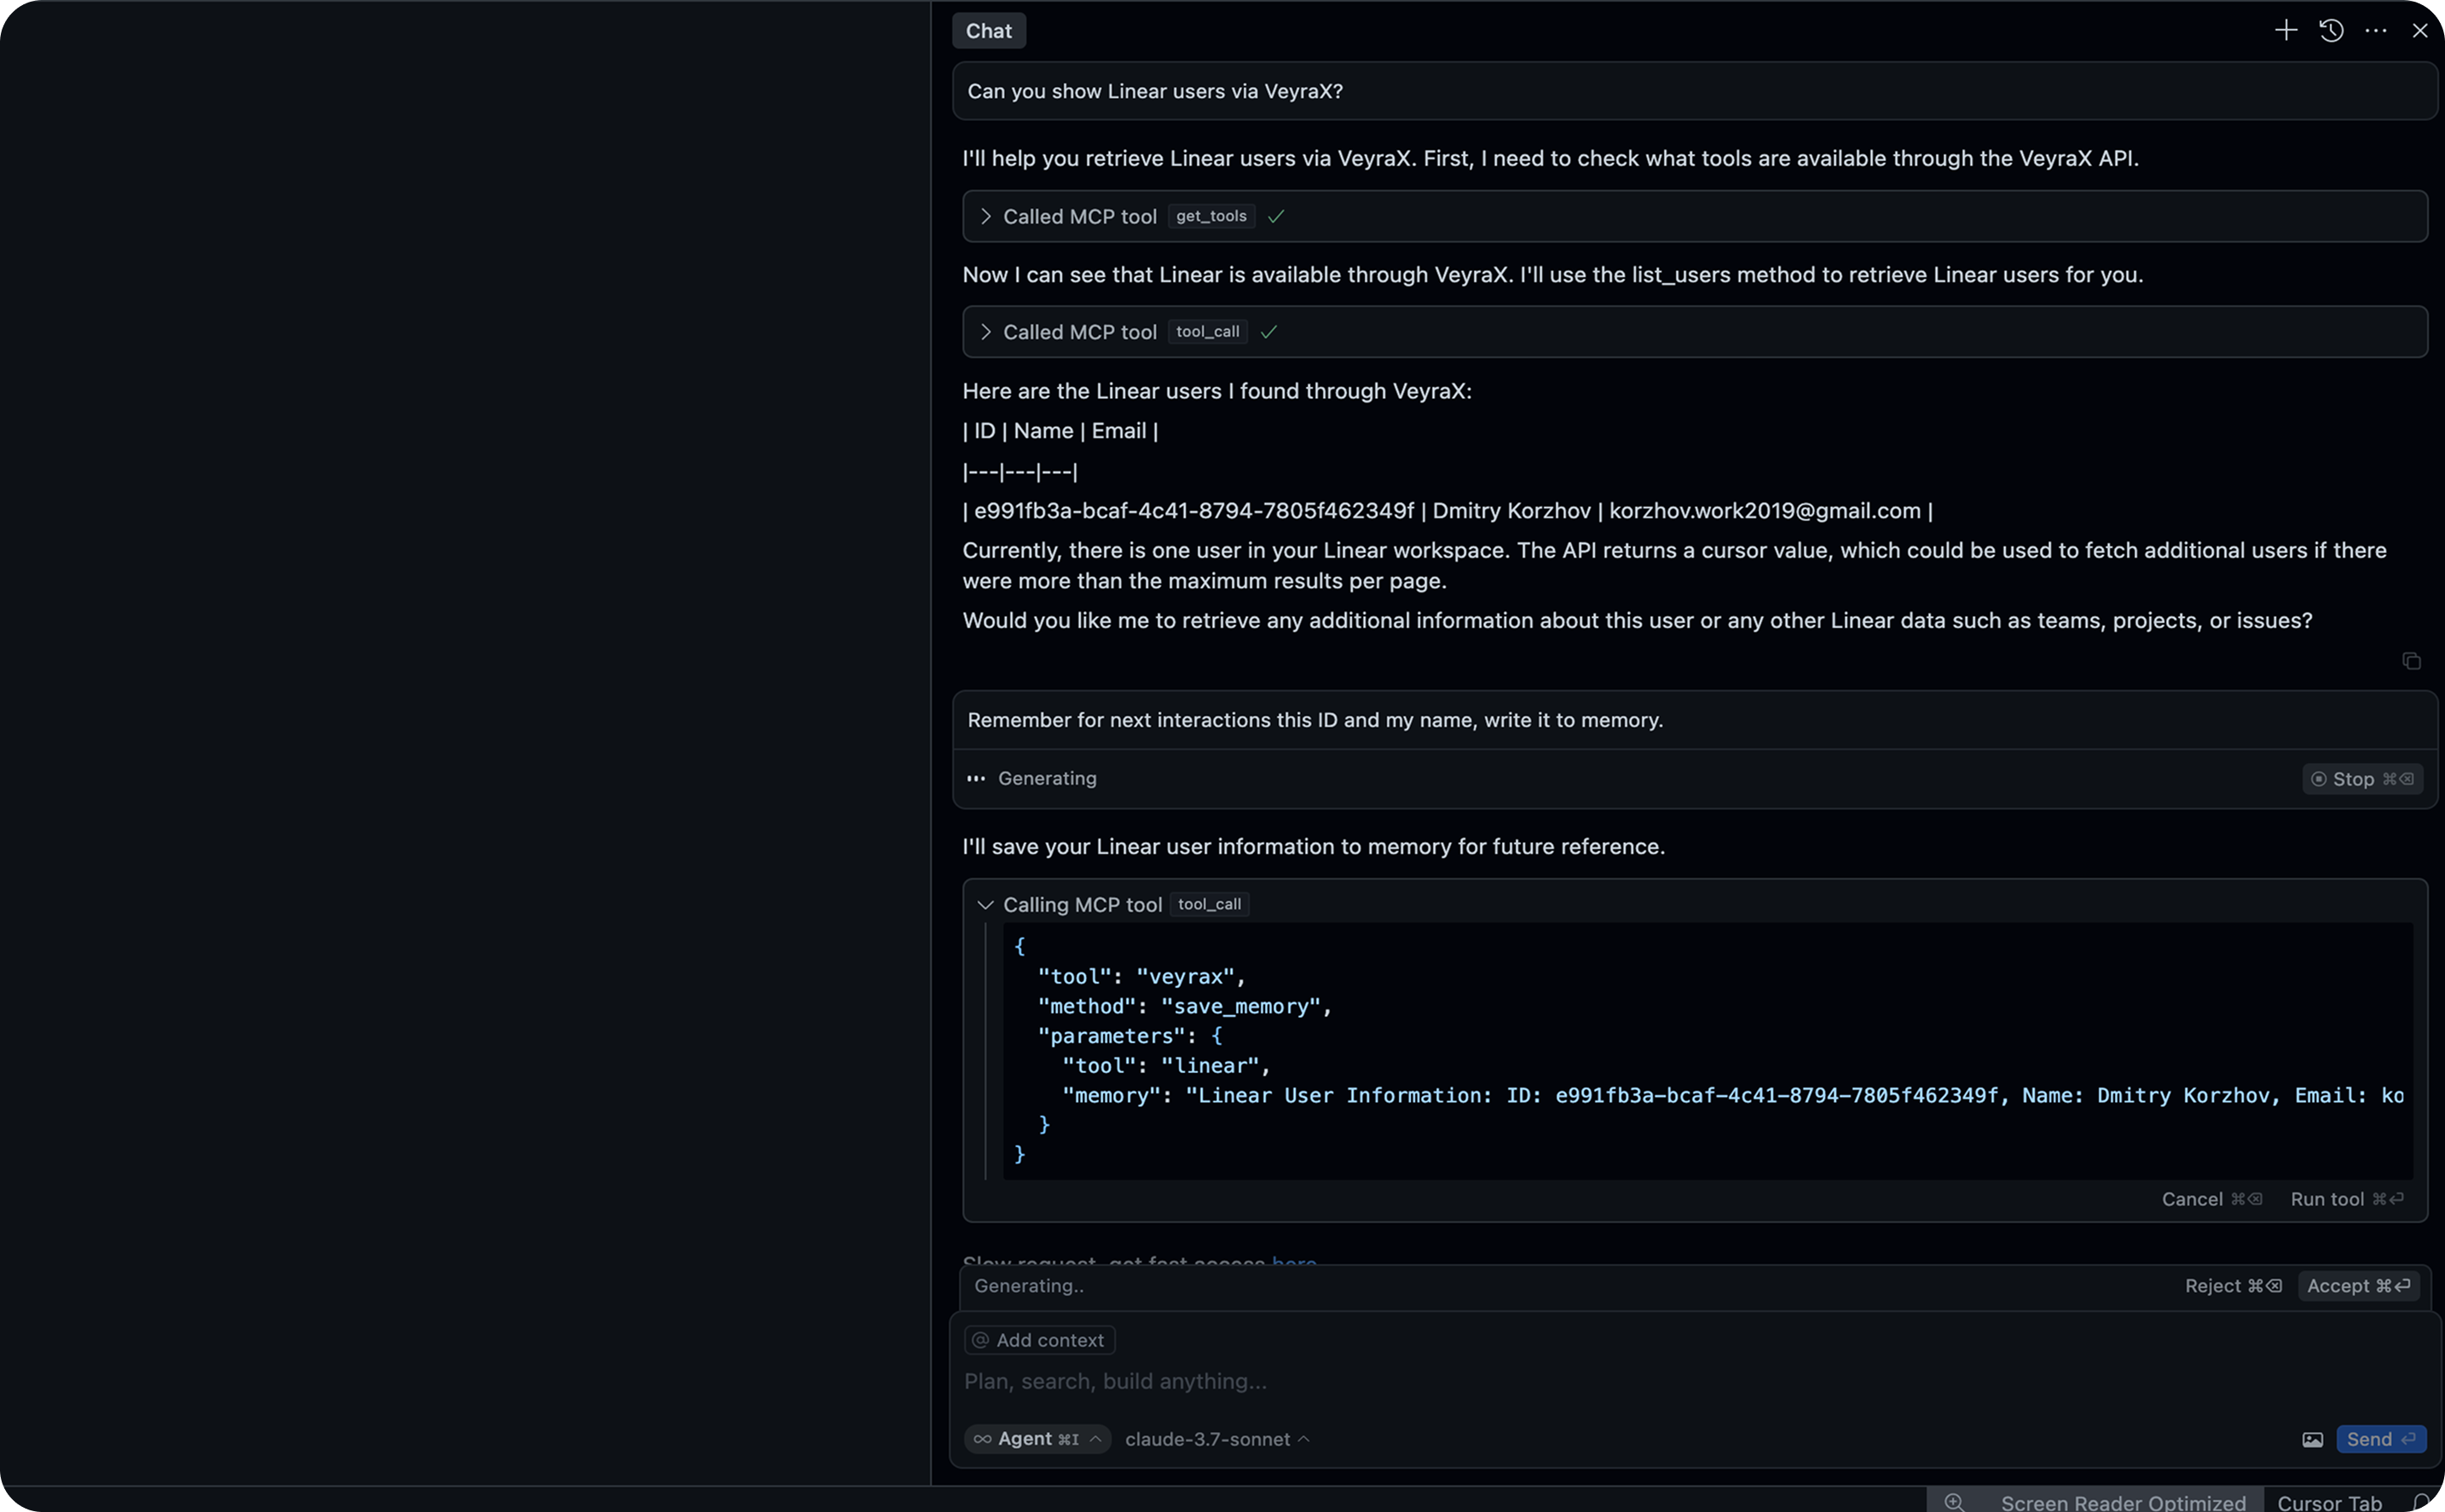 Chat
Can you show Linear users via VeyraX?
I'll help you retrieve Linear users via VeyraX. First, I need to check what tools are available through the VeyraX API.
Called MCP tool get_tools
Now I can see that Linear is available through VeyraX. I'll use the list_users method to retrieve Linear users for you.
Called MCP tool tool_call
Here are the Linear users I found through VeyraX:
| ID | Name | Email |
|---|---|---|
| e991fb3a-bcaf-4c41-8794-7805f462349f | Dmitry Korzhov | korzhov.work2019@gmail.com |
Currently, there is one user in your Linear workspace. The API returns a cursor value, which could be used to fetch additional users if there
were more than the maximum results per page.
Would you like me to retrieve any additional information about this user or any other Linear data such as teams, projects, or issues?
Remember for next interactions this ID and my name, write it to memory.
Generating
Stop ⌘⌫
I'll save your Linear user information to memory for future reference.
Calling MCP tool tool_call
{
"tool": "veyrax",
"method": "save_memory",
"parameters": {
"tool": "linear",
"memory": "Linear User Information: ID: e991fb3a-bcaf-4c41-8794-7805f462349f, Name: Dmitry Korzhov, Email: ko
}
}
Cancel ⌘⌫ Run tool ⌘⏎
Slow request, get fast access here
Generating..
Reject ⌘⌫ Accept ⌘⏎
@ Add context
Plan, search, build anything...
Agent ⌘I claude-3.7-sonnet
Send ⏎
Screen Reader Optimized Cursor Tab